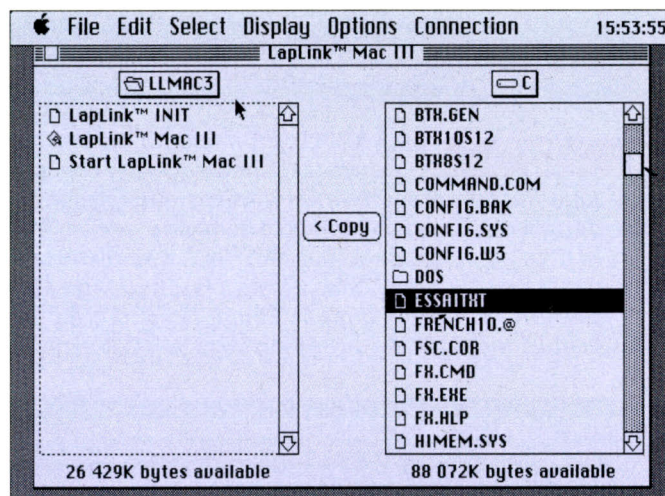 File Edit Select Display Options Connection 15:53:55
LapLink™ Mac III
LLMAC3
LapLink™ INIT
LapLink™ Mac III
Start LapLink™ Mac III
26 429K bytes available
< Copy
C
BTX.GEN
BTX10S12
BTX8S12
COMMAND.COM
CONFIG.BAK
CONFIG.SYS
CONFIG.W3
DOS
ESSAITXT
FRENCH10.@
FSC.COR
FX.CMD
FX.EXE
FX.HLP
HIMEM.SYS
88 072K bytes available